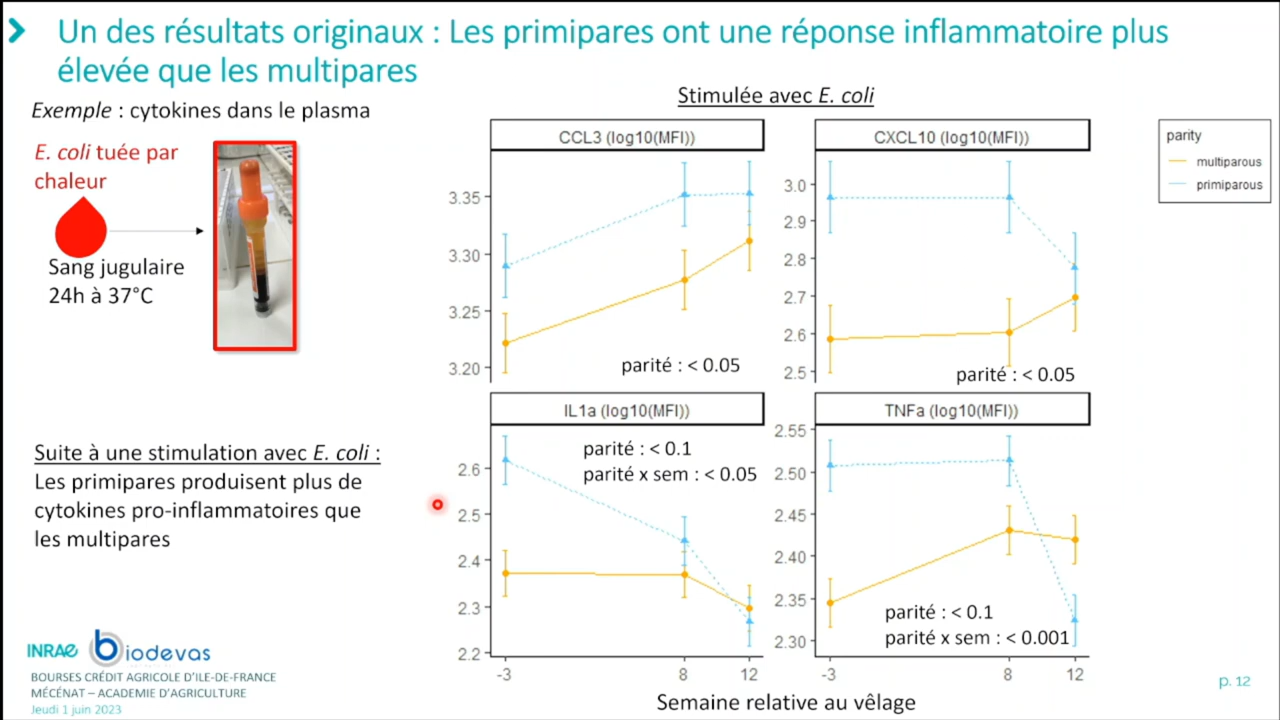 Un des résultats originaux : Les primipares ont une réponse inflammatoire plus
élevée que les multipares
Exemple : cytokines dans le plasma
E. coli tuée par
chaleur
Sang jugulaire
24h à 37°C
Suite à une stimulation avec E. coli :
Les primipares produisent plus de
cytokines pro-inflammatoires que
les multipares
Stimulée avec E. coli
CCL3 (log10(MFI))
3.35
3.30
3.25
3.20
parité : < 0.05
CXCL10 (log10(MFI))
3.0
2.9
2.8
2.7
2.6
2.5
parité : < 0.05
parity
multiparous
primiparous
IL1a (log10(MFI))
parité : < 0.1
parité x sem : < 0.05
2.6
2.5
2.4
2.3
2.2
-3
8
12
TNFa (log10(MFI))
2.55
2.50
2.45
2.40
2.35
2.30
parité : < 0.1
parité x sem : < 0.001
-3
8
12
Semaine relative au vêlage
INRAE biodevas
BOURSES CRÉDIT AGRICOLE D'ILE-DE-FRANCE
MÉCÉNAT – ACADEMIE D'AGRICULTURE
Jeudi 1 juin 2023
p. 12